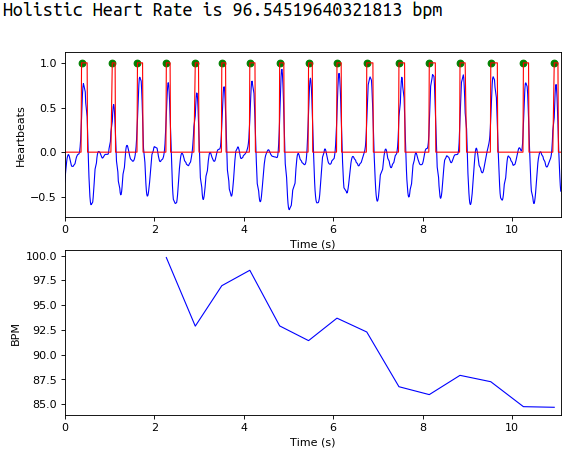 Holistic Heart Rate is 96.54519640321813 bpm
1.0
0.5
0.0
−0.5
Heartbeats
0 2 4 6 8 10
Time (s)
100.0
97.5
95.0
92.5
90.0
87.5
85.0
BPM
0 2 4 6 8 10
Time (s)